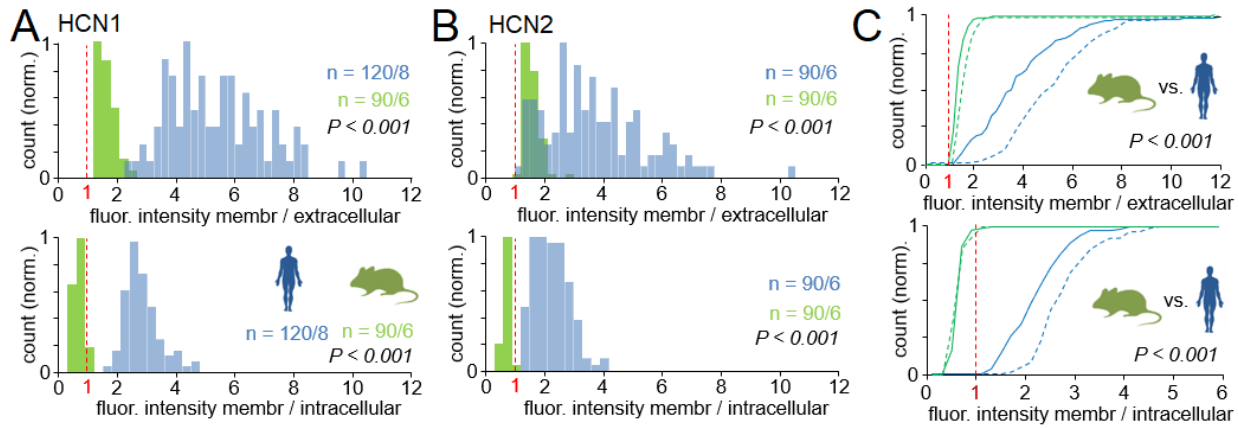 A HCN1
1
count (norm.)
n = 120/8
n = 90/6
P < 0.001
0
0 1 2 4 6 8 10 12
fluor. intensity membr / extracellular
1
count (norm.)
n = 120/8 n = 90/6
P < 0.001
0
0 1 2 4 6 8 10 12
fluor. intensity membr / intracellular
B HCN2
1
count (norm.)
n = 90/6
n = 90/6
P < 0.001
0
0 1 2 4 6 8 10 12
fluor. intensity membr / extracellular
1
count (norm.)
n = 90/6
n = 90/6
P < 0.001
0
0 1 2 4 6 8 10 12
fluor. intensity membr / intracellular
C
1
count (norm).
vs.
P < 0.001
0
0 1 2 4 6 8 10 12
fluor. intensity membr / extracellular
1
count (norm).
vs.
P < 0.001
0
0 1 2 3 4 5 6
fluor. intensity membr / intracellular